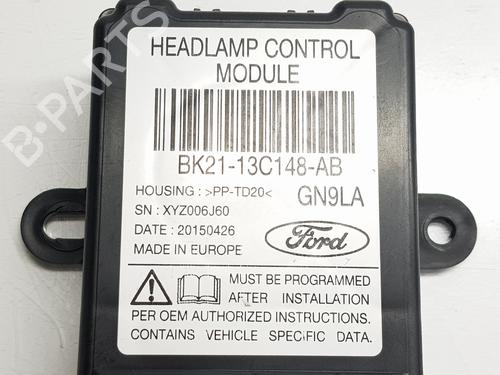 HEADLAMP CONTROL
MODULE
BK21-13C148-AB
HOUSING : >PP-TD20< GN9LA
SN : XYZ006J60
DATE : 20150426
MADE IN EUROPE
Ford
MUST BE PROGRAMMED
AFTER INSTALLATION
PER OEM AUTHORIZED INSTRUCTIONS.
CONTAINS VEHICLE SPECIFIC DATA.
B-PARTS